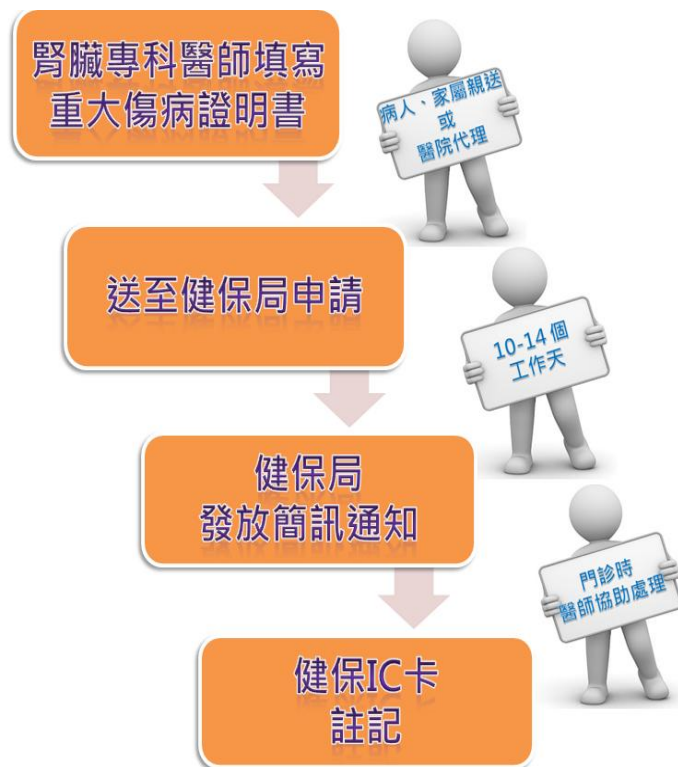 腎臟專科醫師填寫
重大傷病證明書
病人、家屬親送
或
醫院代理
送至健保局申請
10-14 個
工作天
健保局
發放簡訊通知
門診時
醫師協助處理
健保IC卡
註記